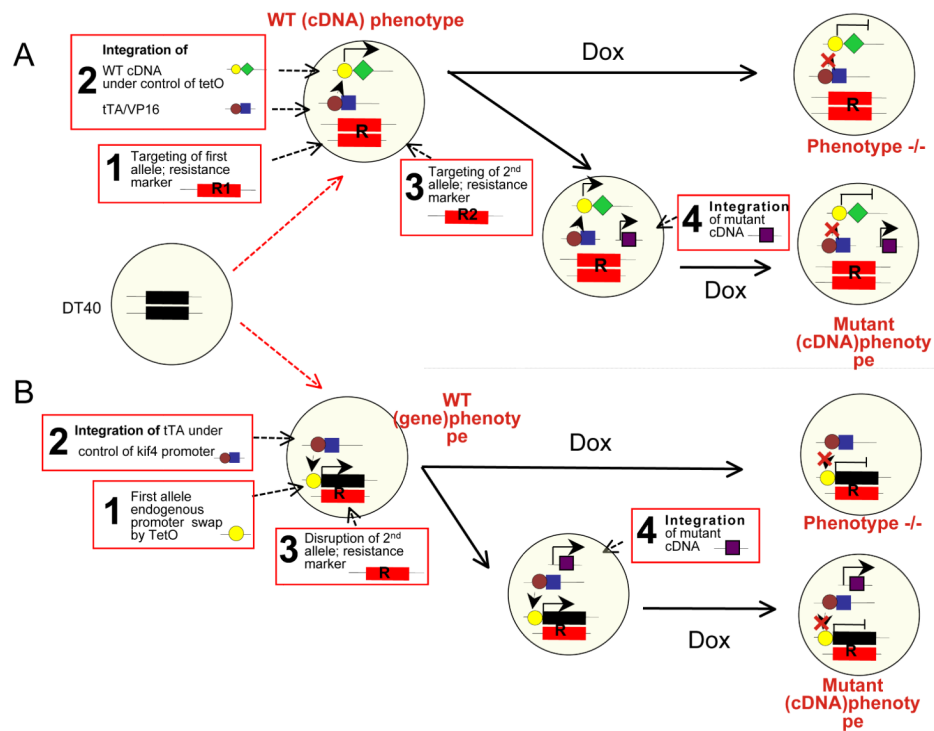 WT (cDNA) phenotype
A
Integration of
2
WT cDNA
under control of tetO
tTA/VP16
R
1
Targeting of first
allele; resistance
marker
R1
3
Targeting of 2nd
allele; resistance
marker
R2
Dox
R
Phenotype -/-
R
4
Integration
of mutant
cDNA
Dox
R
Mutant
(cDNA)phenoty
pe
DT40
B
WT
(gene)phenoty
pe
2
Integration of tTA under
control of kif4 promoter
1
First allele
endogenous
promoter swap
by TetO
R
3
Disruption of 2nd
allele; resistance
marker
R
Dox
R
Phenotype -/-
4
Integration
of mutant
cDNA
R
Dox
R
Mutant
(cDNA)phenoty
pe